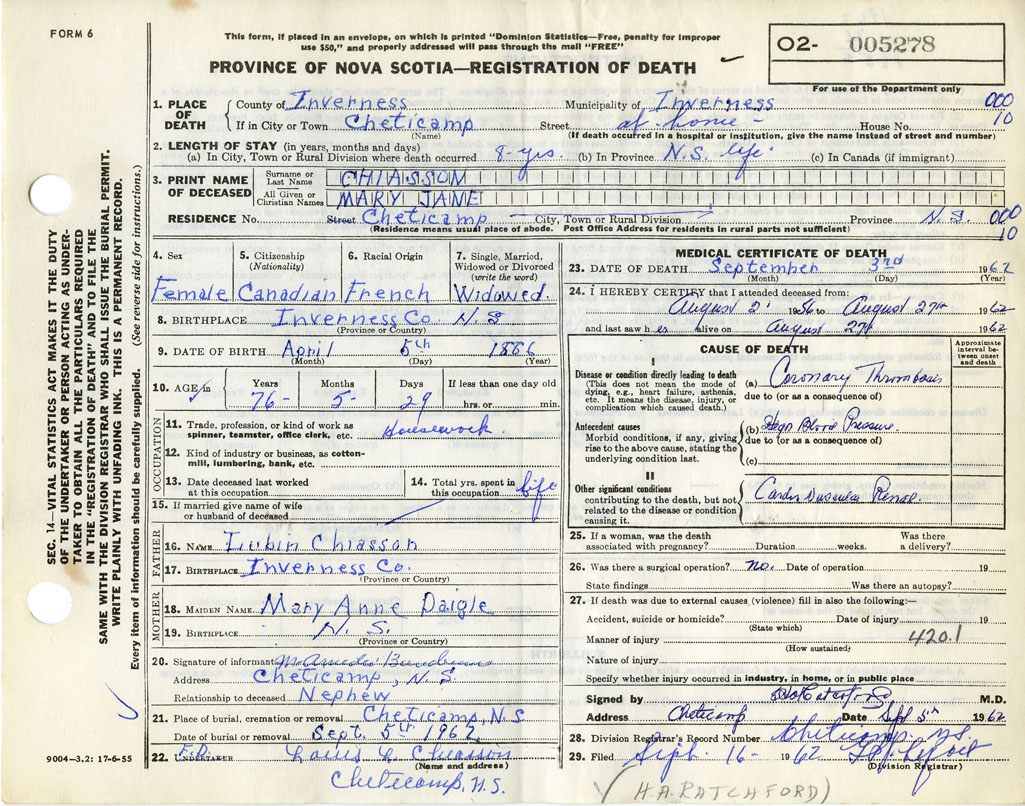 FORM 6
This form, if placed in an envelope, on which is printed "Dominion Statistics—Free, penalty for improper
use $50," and properly addressed will pass through the mail "FREE"
PROVINCE OF NOVA SCOTIA—REGISTRATION OF DEATH
02- 005278
For use of the Department only
000
10
1. PLACE OF DEATH
County of Inverness Municipality of Inverness
If in City or Town Cheticamp Street at home - House No.
(Name) (If death occurred in a hospital or institution, give the name instead of street and number)
2. LENGTH OF STAY (in years, months and days)
(a) In City, Town or Rural Division where death occurred 8-yrs. (b) In Province N.S. life (c) In Canada (if immigrant)
3. PRINT NAME OF DECEASED
Surname or Last Name CHIASSON
All Given or Christian Names MARY JANE
RESIDENCE No. Street Cheticamp City, Town or Rural Division Province N.S. 000
10
(Residence means usual place of abode. Post Office Address for residents in rural parts not sufficient)
4. Sex Female
5. Citizenship (Nationality) Canadian
6. Racial Origin French
7. Single, Married, Widowed or Divorced (write the word) Widowed.
8. BIRTHPLACE Inverness Co. N.S
(Province or Country)
9. DATE OF BIRTH April 5th 1886
(Month) (Day) (Year)
10. AGE in Years 76- Months 5- Days 29 If less than one day old hrs. or min.
OCCUPATION
11. Trade, profession, or kind of work as spinner, teamster, office clerk, etc. Housework.
12. Kind of industry or business, as cotton-mill, lumbering, bank, etc.
13. Date deceased last worked at this occupation
14. Total yrs. spent in this occupation life
15. If married give name of wife or husband of deceased
FATHER
16. NAME Lubin Chiasson
17. BIRTHPLACE Inverness Co.
(Province or Country)
MOTHER
18. MAIDEN NAME Mary Anne Daigle
19. BIRTHPLACE N.S.
(Province or Country)
20. Signature of informant
Address Cheticamp, N.S.
Relationship to deceased Nephew
21. Place of burial, cremation or removal Cheticamp, N.S
Date of burial or removal Sept. 5th 1962
22. F.D. UNDERTAKER Louis L. Chiasson
(Name and address)
Cheticamp, N.S.
9004—3.2: 17-6-55
MEDICAL CERTIFICATE OF DEATH
23. DATE OF DEATH September 3rd 1962
(Month) (Day) (Year)
24. I HEREBY CERTIFY that I attended deceased from:
August 2' 1956 to August 27th 1962
and last saw h es alive on August 27th 1962
CAUSE OF DEATH
Approximate interval between onset and death
I
Disease or condition directly leading to death
(This does not mean the mode of dying, e.g., heart failure, asthenia, etc. It means the disease, injury, or complication which caused death.)
(a) Coronary Thrombosis
due to (or as a consequence of)
Antecedent causes
Morbid conditions, if any, giving rise to the above cause, stating the underlying condition last.
(b) High Blood Pressure.
due to (or as a consequence of)
(c)
II
Other significant conditions
contributing to the death, but not related to the disease or condition causing it.
Cardio Vascular Renal
25. If a woman, was the death associated with pregnancy? Duration weeks. Was there a delivery?
26. Was there a surgical operation? no. Date of operation 19
State findings Was there an autopsy?
27. If death was due to external causes (violence) fill in also the following:—
Accident, suicide or homicide? Date of injury 19
(State which)
Manner of injury 420.1
(How sustained)
Nature of injury
Specify whether injury occurred in industry, in home, or in public place
Signed by M.D.
Address Cheticamp Date Sept 5th 1962
28. Division Registrar's Record Number Cheticamp N.S.
29. Filed Sept. 16- 1962
(Division Registrar)
(H.A. RATCHFORD)
SEC. 14—VITAL STATISTICS ACT MAKES IT THE DUTY
OF THE UNDERTAKER OR PERSON ACTING AS UNDER-
TAKER TO OBTAIN ALL THE PARTICULARS REQUIRED
IN THE "REGISTRATION OF DEATH" AND TO FILE THE
SAME WITH THE DIVISION REGISTRAR WHO SHALL ISSUE THE BURIAL PERMIT.
WRITE PLAINLY WITH UNFADING INK. THIS IS A PERMANENT RECORD.
Every item of information should be carefully supplied. (See reverse side for instructions.)